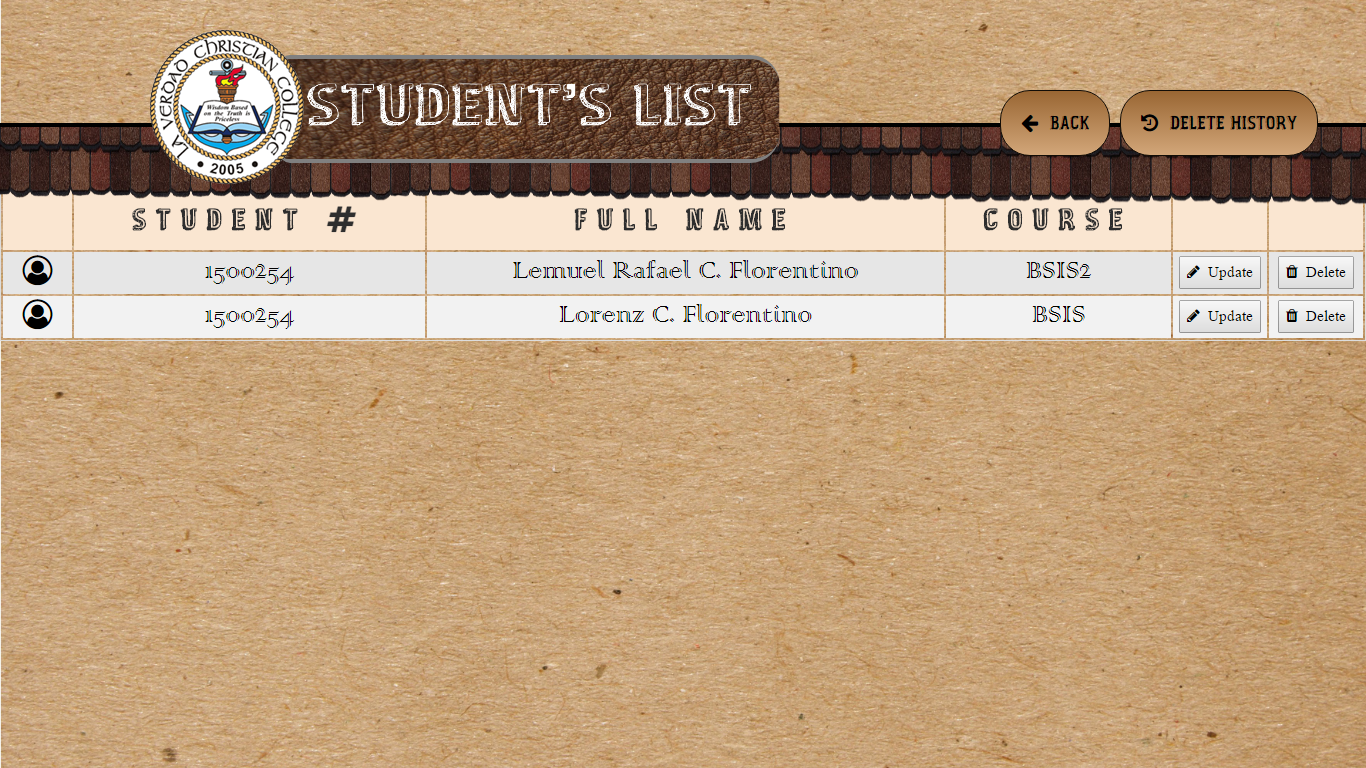 LA VERDAD CHRISTIAN COLLEGE
Wisdom Based
on the Truth is
Priceless
• 2005 •
STUDENT'S LIST
BACK
DELETE HISTORY
STUDENT # FULL NAME COURSE
1500254 Lemuel Rafael C. Florentino BSIS2 Update Delete
1500254 Lorenz C. Florentino BSIS Update Delete